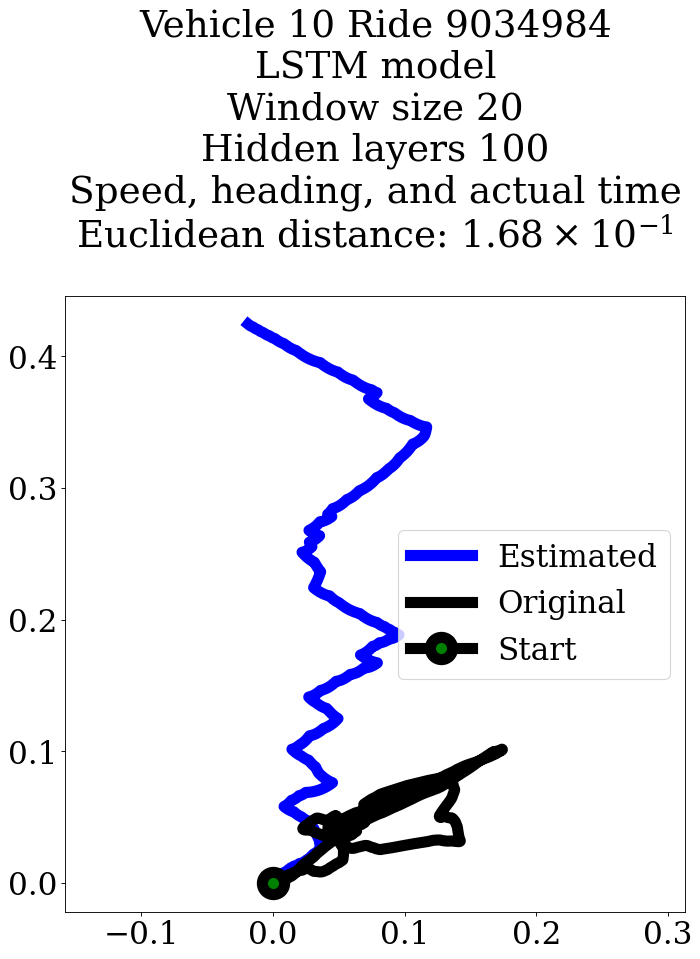 Vehicle 10 Ride 9034984
LSTM model
Window size 20
Hidden layers 100
Speed, heading, and actual time
Euclidean distance: 1.68 × 10⁻¹
0.4
0.3
0.2
0.1
0.0
Estimated
Original
Start
−0.1 0.0 0.1 0.2 0.3